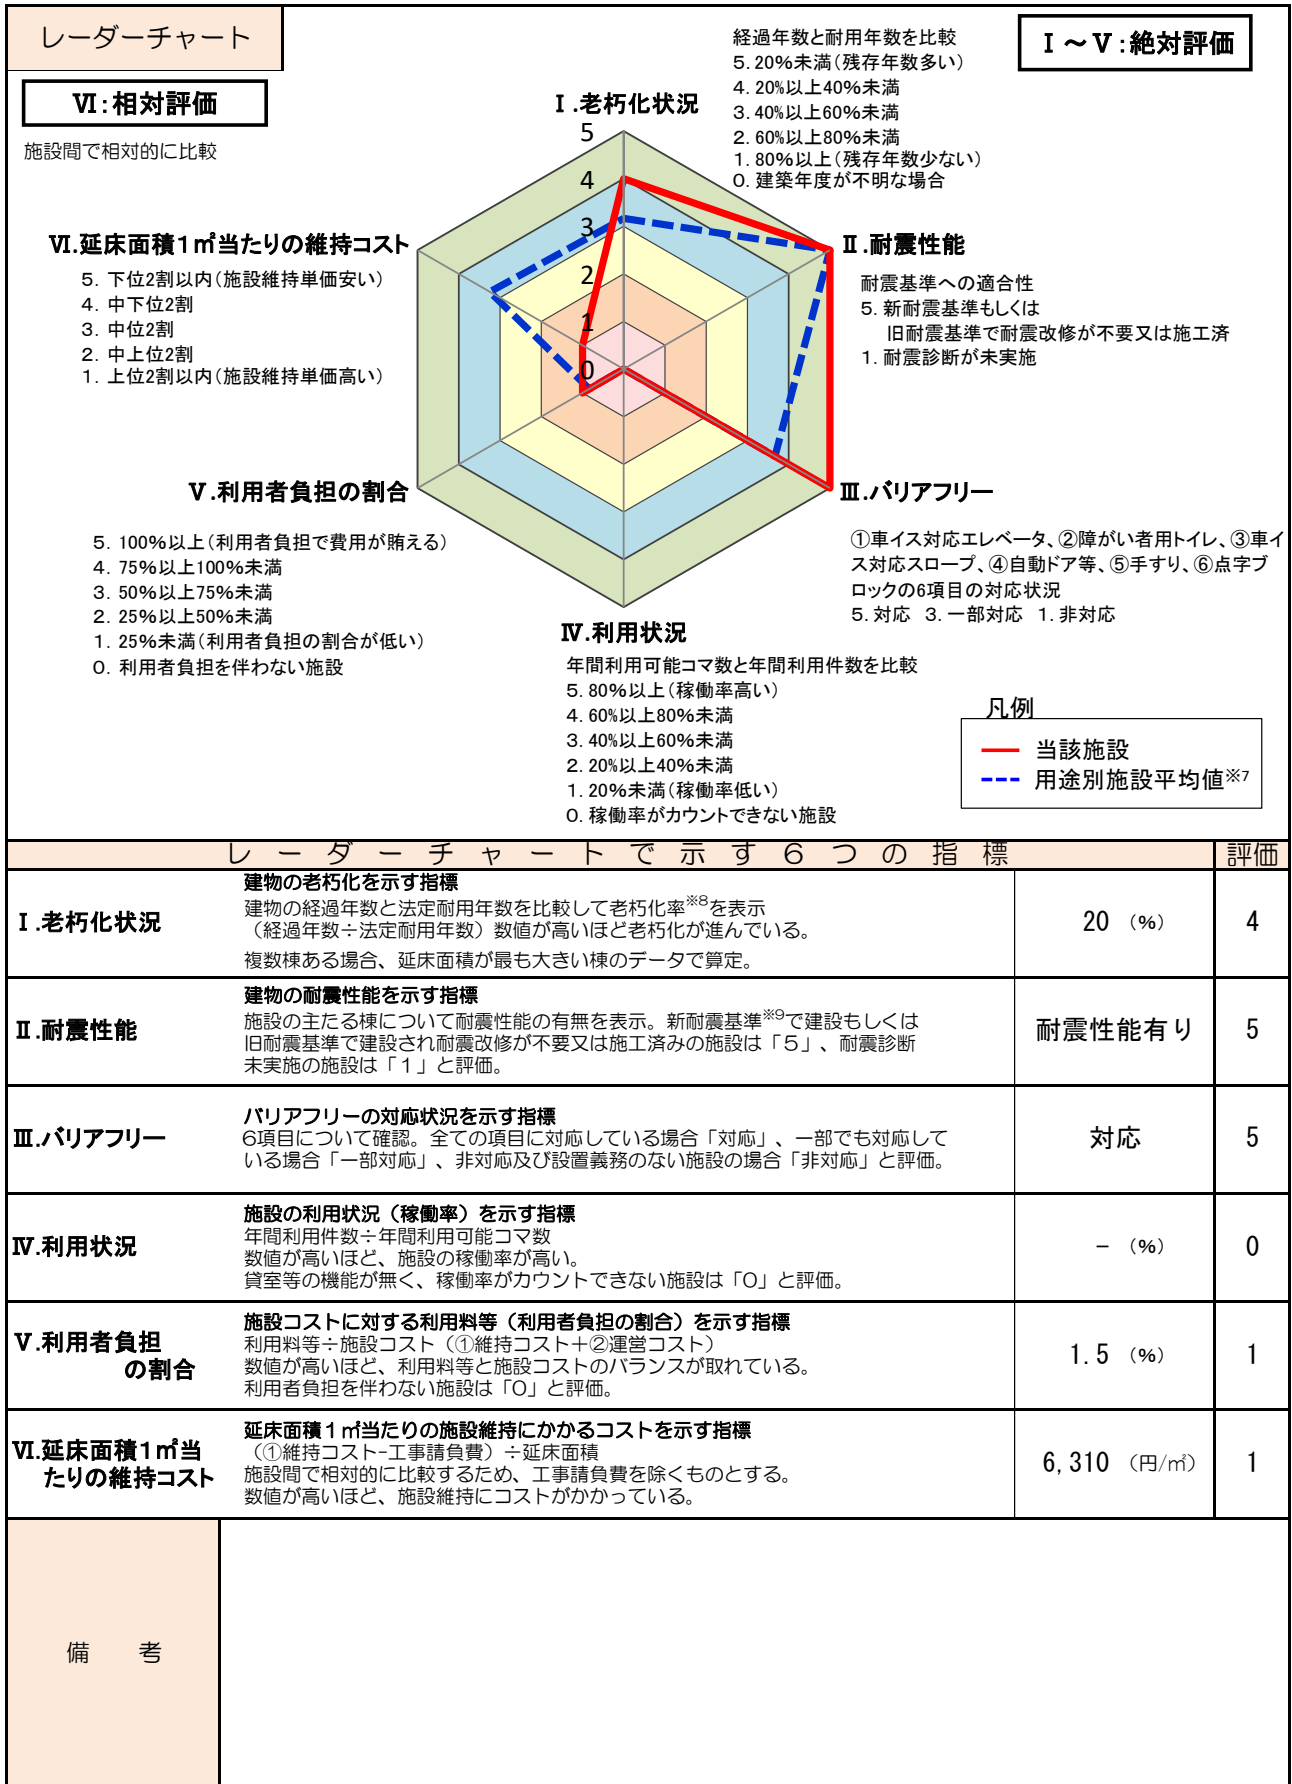 レーダーチャート
Ⅰ～Ⅴ:絶対評価
Ⅵ:相対評価
施設間で相対的に比較
Ⅰ.老朽化状況
経過年数と耐用年数を比較
5.20%未満(残存年数多い)
4.20%以上40%未満
3.40%以上60%未満
2.60%以上80%未満
1.80%以上(残存年数少ない)
0.建築年度が不明な場合
5
4
3
2
1
0
Ⅱ.耐震性能
耐震基準への適合性
5.新耐震基準もしくは
旧耐震基準で耐震改修が不要又は施工済
1.耐震診断が未実施
Ⅲ.バリアフリー
①車イス対応エレベータ、②障がい者用トイレ、③車イ
ス対応スロープ、④自動ドア等、⑤手すり、⑥点字ブ
ロックの6項目の対応状況
5.対応 3.一部対応 1.非対応
Ⅳ.利用状況
年間利用可能コマ数と年間利用件数を比較
5.80%以上(稼働率高い)
4.60%以上80%未満
3.40%以上60%未満
2.20%以上40%未満
1.20%未満(稼働率低い)
0.稼働率がカウントできない施設
Ⅴ.利用者負担の割合
5.100%以上(利用者負担で費用が賄える)
4.75%以上100%未満
3.50%以上75%未満
2.25%以上50%未満
1.25%未満(利用者負担の割合が低い)
0.利用者負担を伴わない施設
Ⅵ.延床面積1㎡当たりの維持コスト
5.下位2割以内(施設維持単価安い)
4.中下位2割
3.中位2割
2.中上位2割
1.上位2割以内(施設維持単価高い)
凡例
当該施設
用途別施設平均値※7
レーダーチャートで示す6つの指標 評価
Ⅰ.老朽化状況
建物の老朽化を示す指標
建物の経過年数と法定耐用年数を比較して老朽化率※8を表示
（経過年数÷法定耐用年数）数値が高いほど老朽化が進んでいる。
複数棟ある場合、延床面積が最も大きい棟のデータで算定。
20 (%) 4
Ⅱ.耐震性能
建物の耐震性能を示す指標
施設の主たる棟について耐震性能の有無を表示。新耐震基準※9で建設もしくは
旧耐震基準で建設され耐震改修が不要又は施工済みの施設は「5」、耐震診断
未実施の施設は「1」と評価。
耐震性能有り 5
Ⅲ.バリアフリー
バリアフリーの対応状況を示す指標
6項目について確認。全ての項目に対応している場合「対応」、一部でも対応して
いる場合「一部対応」、非対応及び設置義務のない施設の場合「非対応」と評価。
対応 5
Ⅳ.利用状況
施設の利用状況（稼働率）を示す指標
年間利用件数÷年間利用可能コマ数
数値が高いほど、施設の稼働率が高い。
貸室等の機能が無く、稼働率がカウントできない施設は「0」と評価。
－ (%) 0
Ⅴ.利用者負担
の割合
施設コストに対する利用料等（利用者負担の割合）を示す指標
利用料等÷施設コスト（①維持コスト+②運営コスト）
数値が高いほど、利用料等と施設コストのバランスが取れている。
利用者負担を伴わない施設は「0」と評価。
1.5 (%) 1
Ⅵ.延床面積1㎡当
たりの維持コスト
延床面積1㎡当たりの施設維持にかかるコストを示す指標
（①維持コスト-工事請負費）÷延床面積
施設間で相対的に比較するため、工事請負費を除くものとする。
数値が高いほど、施設維持にコストがかかっている。
6,310 (円/㎡) 1
備 考